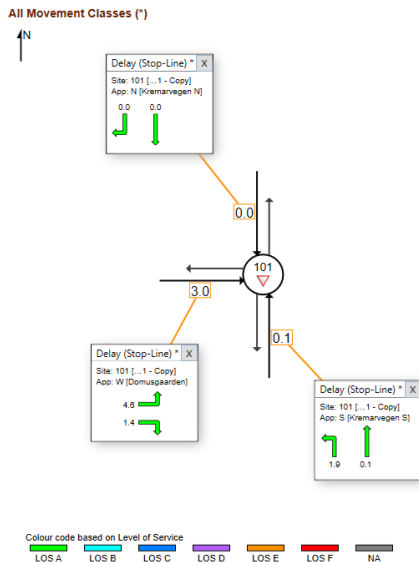 All Movement Classes (*)
N
Delay (Stop-Line) * X
Site: 101 [...1 - Copy]
App: N [Kremarvegen N]
0.0 0.0
0.0
101
3.0
0.1
Delay (Stop-Line) * X
Site: 101 [...1 - Copy]
App: W [Domusgaarden]
4.6
1.4
Delay (Stop-Line) * X
Site: 101 [...1 - Copy]
App: S [Kremarvegen S]
1.9 0.1
Colour code based on Level of Service
LOS A LOS B LOS C LOS D LOS E LOS F NA